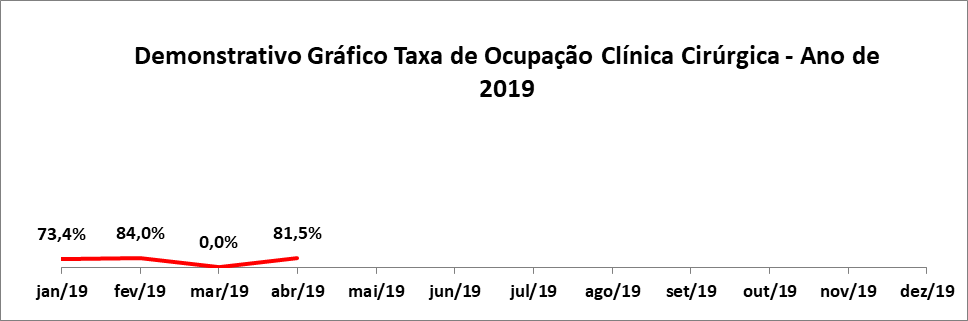 Demonstrativo Gráfico Taxa de Ocupação Clínica Cirúrgica - Ano de
2019
73,4% 84,0% 0,0% 81,5%
jan/19 fev/19 mar/19 abr/19 mai/19 jun/19 jul/19 ago/19 set/19 out/19 nov/19 dez/19